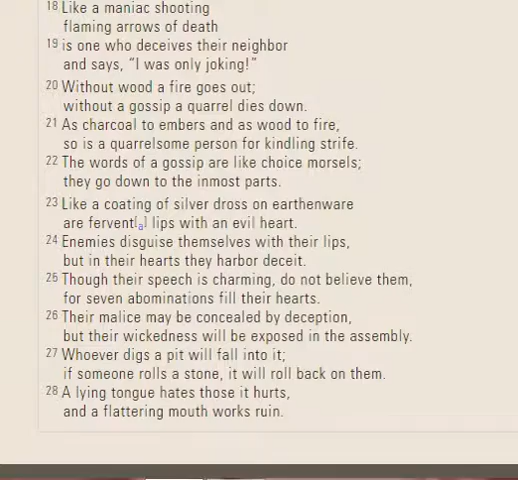 18 Like a maniac shooting
flaming arrows of death
19 is one who deceives their neighbor
and says, “I was only joking!”
20 Without wood a fire goes out;
without a gossip a quarrel dies down.
21 As charcoal to embers and as wood to fire,
so is a quarrelsome person for kindling strife.
22 The words of a gossip are like choice morsels;
they go down to the inmost parts.
23 Like a coating of silver dross on earthenware
are fervent[a] lips with an evil heart.
24 Enemies disguise themselves with their lips,
but in their hearts they harbor deceit.
25 Though their speech is charming, do not believe them,
for seven abominations fill their hearts.
26 Their malice may be concealed by deception,
but their wickedness will be exposed in the assembly.
27 Whoever digs a pit will fall into it;
if someone rolls a stone, it will roll back on them.
28 A lying tongue hates those it hurts,
and a flattering mouth works ruin.